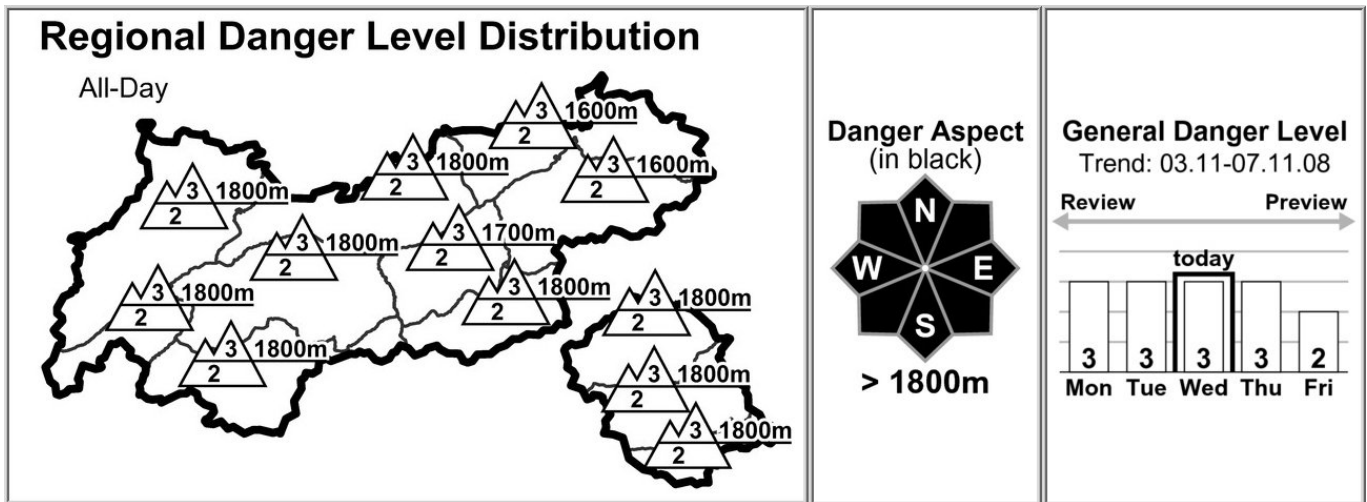 Regional Danger Level Distribution
All-Day
3 1600m
2
3 1800m
2
3 1600m
2
3 1800m
2
3 1700m
2
3 1800m
2
3 1800m
2
3 1800m
2
3 1800m
2
3 1800m
2
3 1800m
2
3 1800m
2
Danger Aspect
(in black)
N
W E
S
> 1800m
General Danger Level
Trend: 03.11-07.11.08
Review Preview
today
3 3 3 3 2
Mon Tue Wed Thu Fri